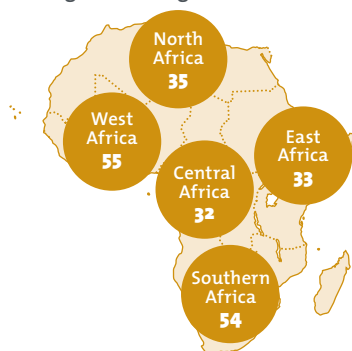 North
Africa
35
West
Africa
55
East
Africa
33
Central
Africa
32
Southern
Africa
54